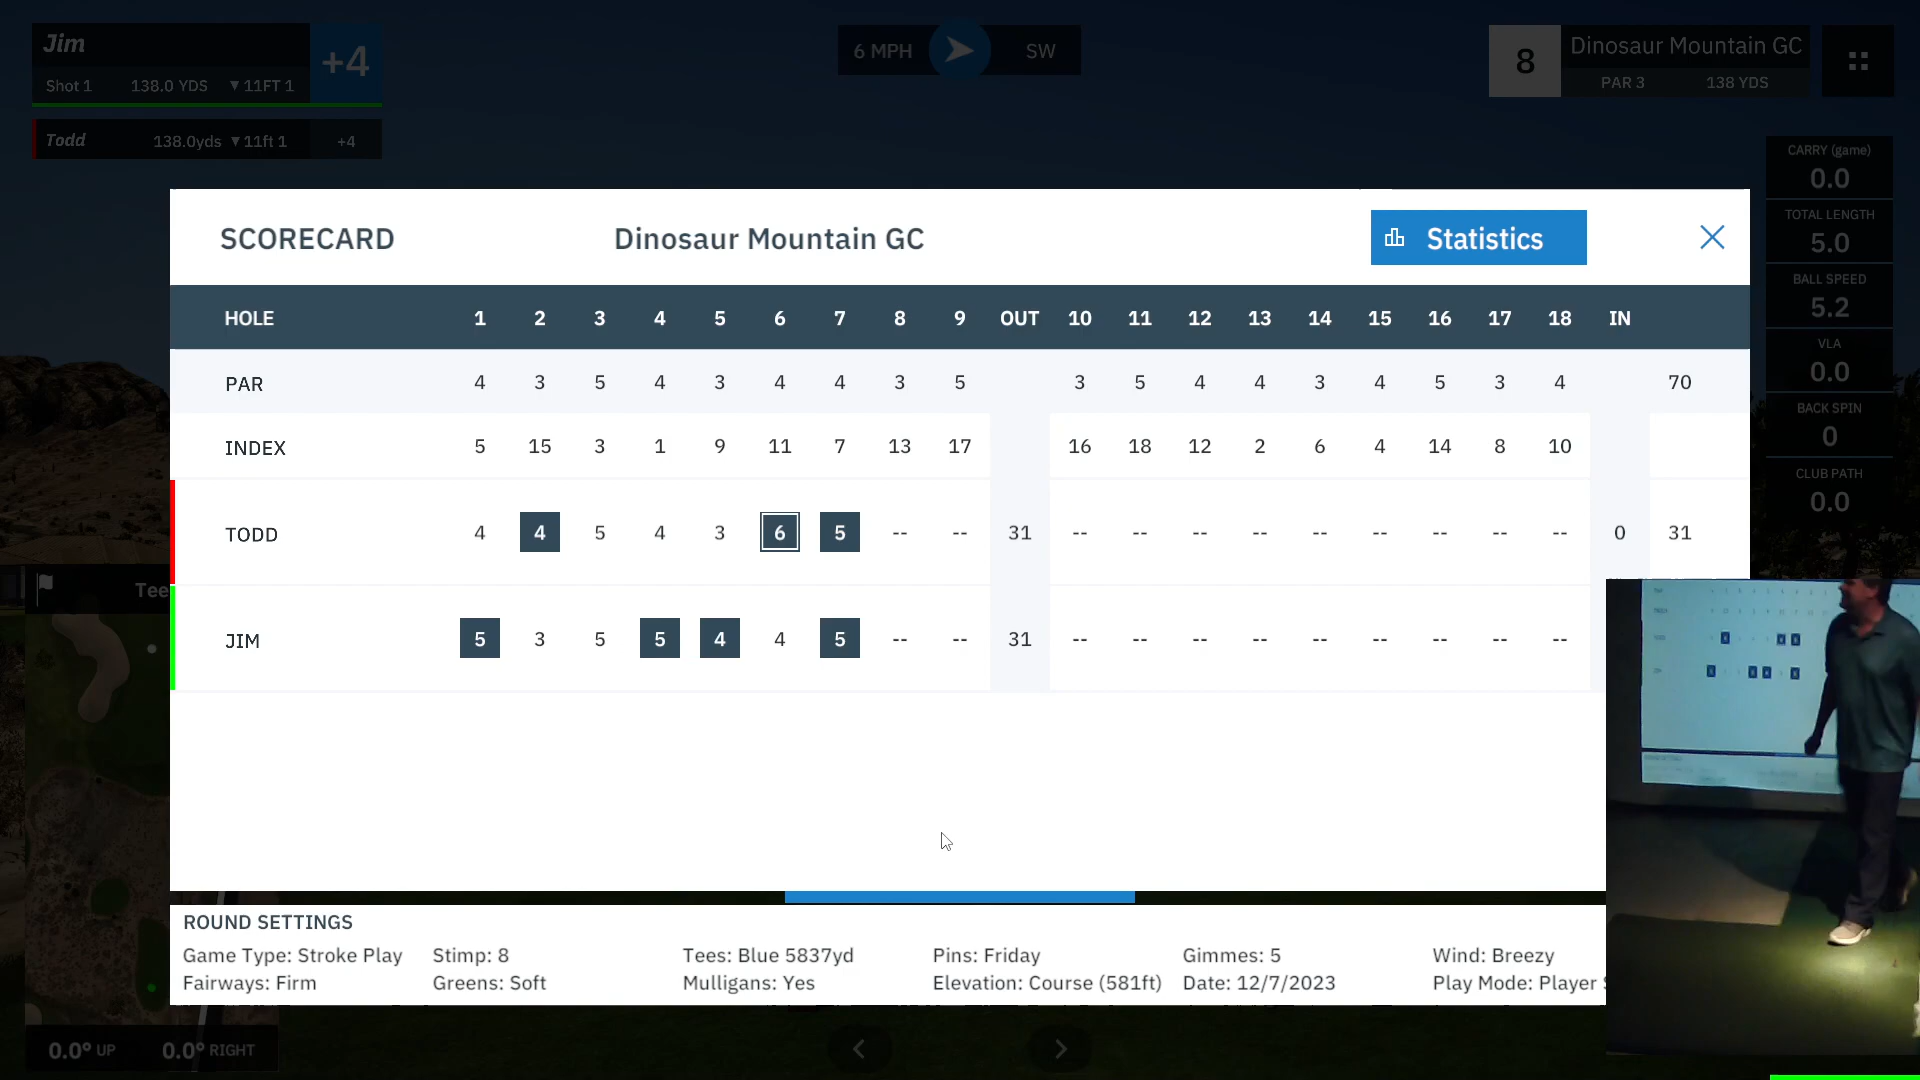 Jim
+4
Shot 1 138.0 YDS ▼11FT 1
Todd 138.0yds ▼11ft 1 +4
6 MPH SW
8 Dinosaur Mountain GC
PAR 3 138 YDS
CARRY (game)
0.0
TOTAL LENGTH
5.0
BALL SPEED
5.2
VLA
0.0
BACK SPIN
0
CLUB PATH
0.0
SCORECARD Dinosaur Mountain GC Statistics
HOLE 1 2 3 4 5 6 7 8 9 OUT 10 11 12 13 14 15 16 17 18 IN
PAR 4 3 5 4 3 4 4 3 5 3 5 4 4 3 4 5 3 4 70
INDEX 5 15 3 1 9 11 7 13 17 16 18 12 2 6 4 14 8 10
TODD 4 4 5 4 3 6 5 -- -- 31 -- -- -- -- -- -- -- -- -- 0 31
JIM 5 3 5 5 4 4 5 -- -- 31 -- -- -- -- -- -- -- -- --
Tee
ROUND SETTINGS
Game Type: Stroke Play Stimp: 8 Tees: Blue 5837yd Pins: Friday Gimmes: 5 Wind: Breezy
Fairways: Firm Greens: Soft Mulligans: Yes Elevation: Course (581ft) Date: 12/7/2023 Play Mode: Player
0.0° UP 0.0° RIGHT